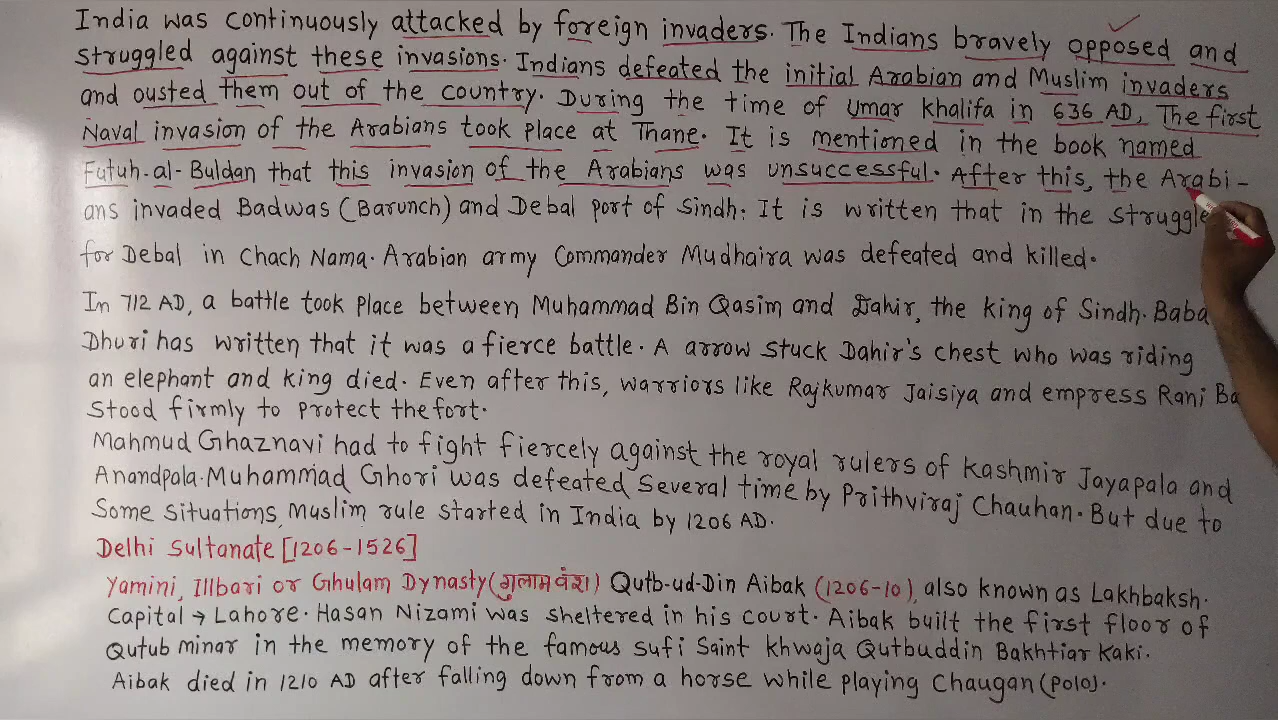 India was continuously attacked by foreign invaders. The Indians bravely opposed and
struggled against these invasions. Indians defeated the initial Arabian and Muslim invaders
and ousted them out of the country. During the time of Umar Khalifa in 636 AD, The first
Naval invasion of the Arabians took place at Thane. It is mentioned in the book named
Futuh-al-Buldan that this invasion of the Arabians was unsuccessful. After this, the Arabi-
ans invaded Badwas (Barunch) and Debal port of Sindh. It is written that in the struggle
for Debal in Chach Nama. Arabian army Commander Mudhaira was defeated and killed.
In 712 AD, a battle took place between Muhammad Bin Qasim and Dahir, the king of Sindh. Baba
Dhuri has written that it was a fierce battle. A arrow stuck Dahir's chest who was riding
an elephant and king died. Even after this, warriors like Rajkumar Jaisiya and empress Rani
Stood firmly to protect the fort.
Mahmud Ghaznavi had to fight fiercely against the royal rulers of Kashmir Jayapala and
Anandpala. Muhammad Ghori was defeated several time by Prithviraj Chauhan. But due to
Some situations, Muslim rule started in India by 1206 AD.
Delhi Sultanate [1206-1526]
Yamini, Illbari or Ghulam Dynasty (गुलाम वंश) Qutb-ud-Din Aibak (1206-10), also known as Lakhbaksh.
Capital → Lahore. Hasan Nizami was sheltered in his court. Aibak built the first floor of
Qutub minar in the memory of the famous sufi Saint Khwaja Qutbuddin Bakhtiar Kaki.
Aibak died in 1210 AD after falling down from a horse while playing Chaugan (Polo).